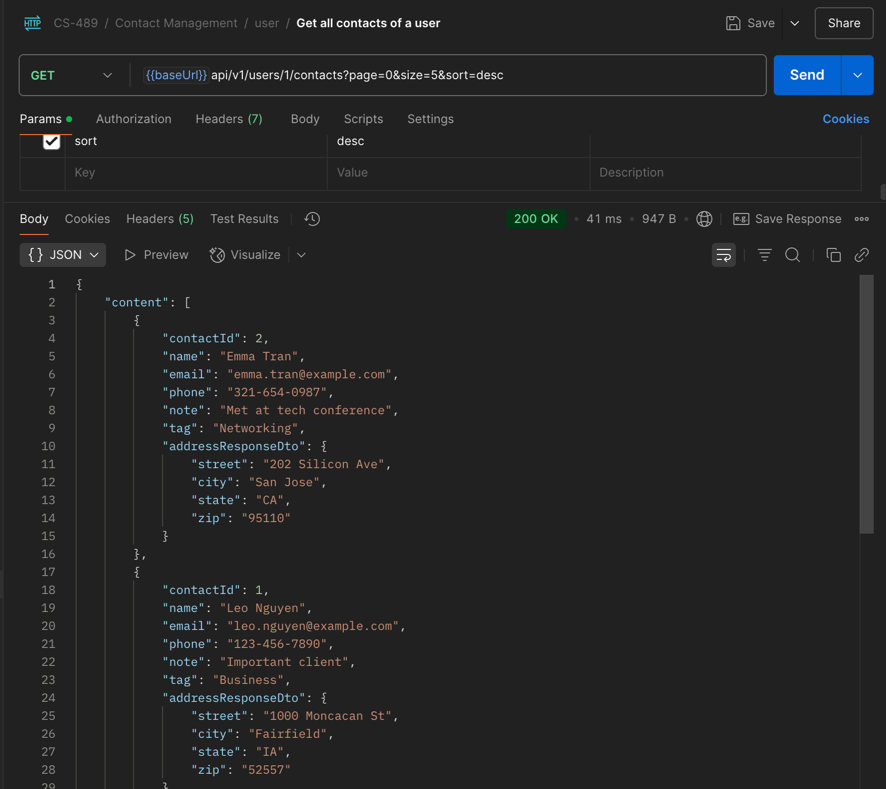 HTTP CS-489 / Contact Management / user / Get all contacts of a user Save Share
GET {{baseUrl}} api/v1/users/1/contacts?page=0&size=5&sort=desc Send
Params Authorization Headers (7) Body Scripts Settings Cookies
sort desc
Key Value Description
Body Cookies Headers (5) Test Results 200 OK • 41 ms • 947 B • e.g. Save Response
{} JSON Preview Visualize
1 {
2 "content": [
3 {
4 "contactId": 2,
5 "name": "Emma Tran",
6 "email": "emma.tran@example.com",
7 "phone": "321-654-0987",
8 "note": "Met at tech conference",
9 "tag": "Networking",
10 "addressResponseDto": {
11 "street": "202 Silicon Ave",
12 "city": "San Jose",
13 "state": "CA",
14 "zip": "95110"
15 }
16 },
17 {
18 "contactId": 1,
19 "name": "Leo Nguyen",
20 "email": "leo.nguyen@example.com",
21 "phone": "123-456-7890",
22 "note": "Important client",
23 "tag": "Business",
24 "addressResponseDto": {
25 "street": "1000 Moncacan St",
26 "city": "Fairfield",
27 "state": "IA",
28 "zip": "52557"
29 }